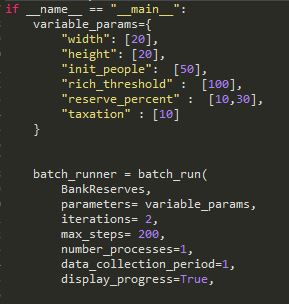 if __name__ == "__main__":
    variable_params={
        "width": [20],
        "height": [20],
        "init_people":  [50],
        "rich_threshold" :  [100],
        "reserve_percent" :  [10,30],
        "taxation" : [10]
    }
    batch_runner = batch_run(
        BankReserves,
        parameters= variable_params,
        iterations= 2,
        max_steps= 200,
        number_processes=1,
        data_collection_period=1,
        display_progress=True,